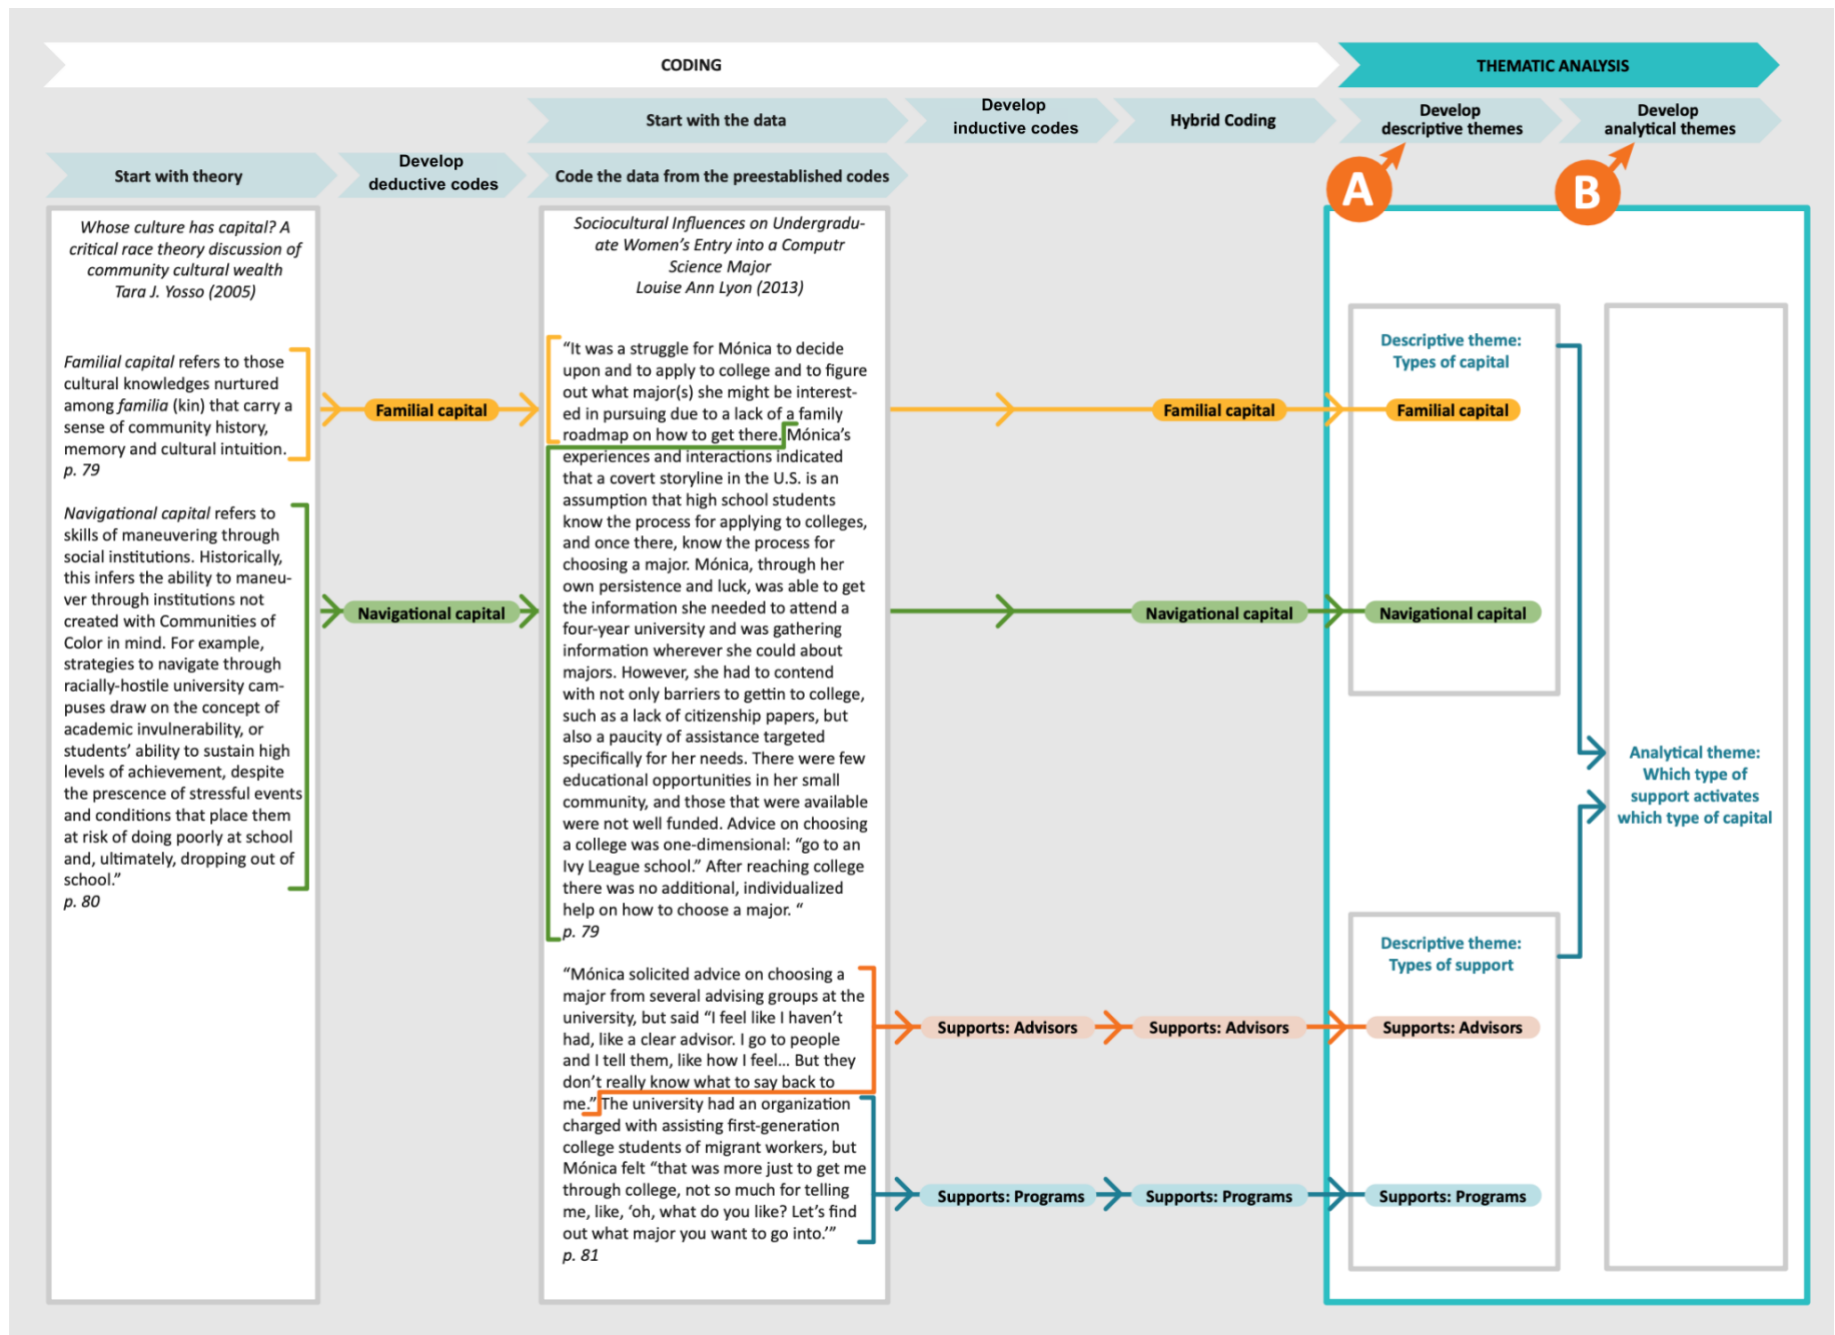 CODING
THEMATIC ANALYSIS
Start with the data
Develop
inductive codes
Hybrid Coding
Develop
descriptive themes
Develop
analytical themes
Start with theory
Develop
deductive codes
Code the data from the preestablished codes
A
B
Whose culture has capital? A
critical race theory discussion of
community cultural wealth
Tara J. Yosso (2005)
Familial capital refers to those
cultural knowledges nurtured
among familia (kin) that carry a
sense of community history,
memory and cultural intuition.
p. 79
Navigational capital refers to
skills of maneuvering through
social institutions. Historically,
this infers the ability to maneu-
ver through institutions not
created with Communities of
Color in mind. For example,
strategies to navigate through
racially-hostile university cam-
puses draw on the concept of
academic invulnerability, or
students’ ability to sustain high
levels of achievement, despite
the prescence of stressful events
and conditions that place them
at risk of doing poorly at school
and, ultimately, dropping out of
school.”
p. 80
Familial capital
Navigational capital
Sociocultural Influences on Undergradu-
ate Women’s Entry into a Computr
Science Major
Louise Ann Lyon (2013)
“It was a struggle for Mónica to decide
upon and to apply to college and to figure
out what major(s) she might be interest-
ed in pursuing due to a lack of a family
roadmap on how to get there. Mónica’s
experiences and interactions indicated
that a covert storyline in the U.S. is an
assumption that high school students
know the process for applying to colleges,
and once there, know the process for
choosing a major. Mónica, through her
own persistence and luck, was able to get
the information she needed to attend a
four-year university and was gathering
information wherever she could about
majors. However, she had to contend
with not only barriers to gettin to college,
such as a lack of citizenship papers, but
also a paucity of assistance targeted
specifically for her needs. There were few
educational opportunities in her small
community, and those that were available
were not well funded. Advice on choosing
a college was one-dimensional: “go to an
Ivy League school.” After reaching college
there was no additional, individualized
help on how to choose a major. “
p. 79
“Mónica solicited advice on choosing a
major from several advising groups at the
university, but said “I feel like I haven’t
had, like a clear advisor. I go to people
and I tell them, like how I feel... But they
don’t really know what to say back to
me.” The university had an organization
charged with assisting first-generation
college students of migrant workers, but
Mónica felt “that was more just to get me
through college, not so much for telling
me, like, ‘oh, what do you like? Let’s find
out what major you want to go into.’”
p. 81
Supports: Advisors
Supports: Programs
Familial capital
Navigational capital
Supports: Advisors
Supports: Programs
Descriptive theme:
Types of capital
Familial capital
Navigational capital
Descriptive theme:
Types of support
Supports: Advisors
Supports: Programs
Analytical theme:
Which type of
support activates
which type of capital